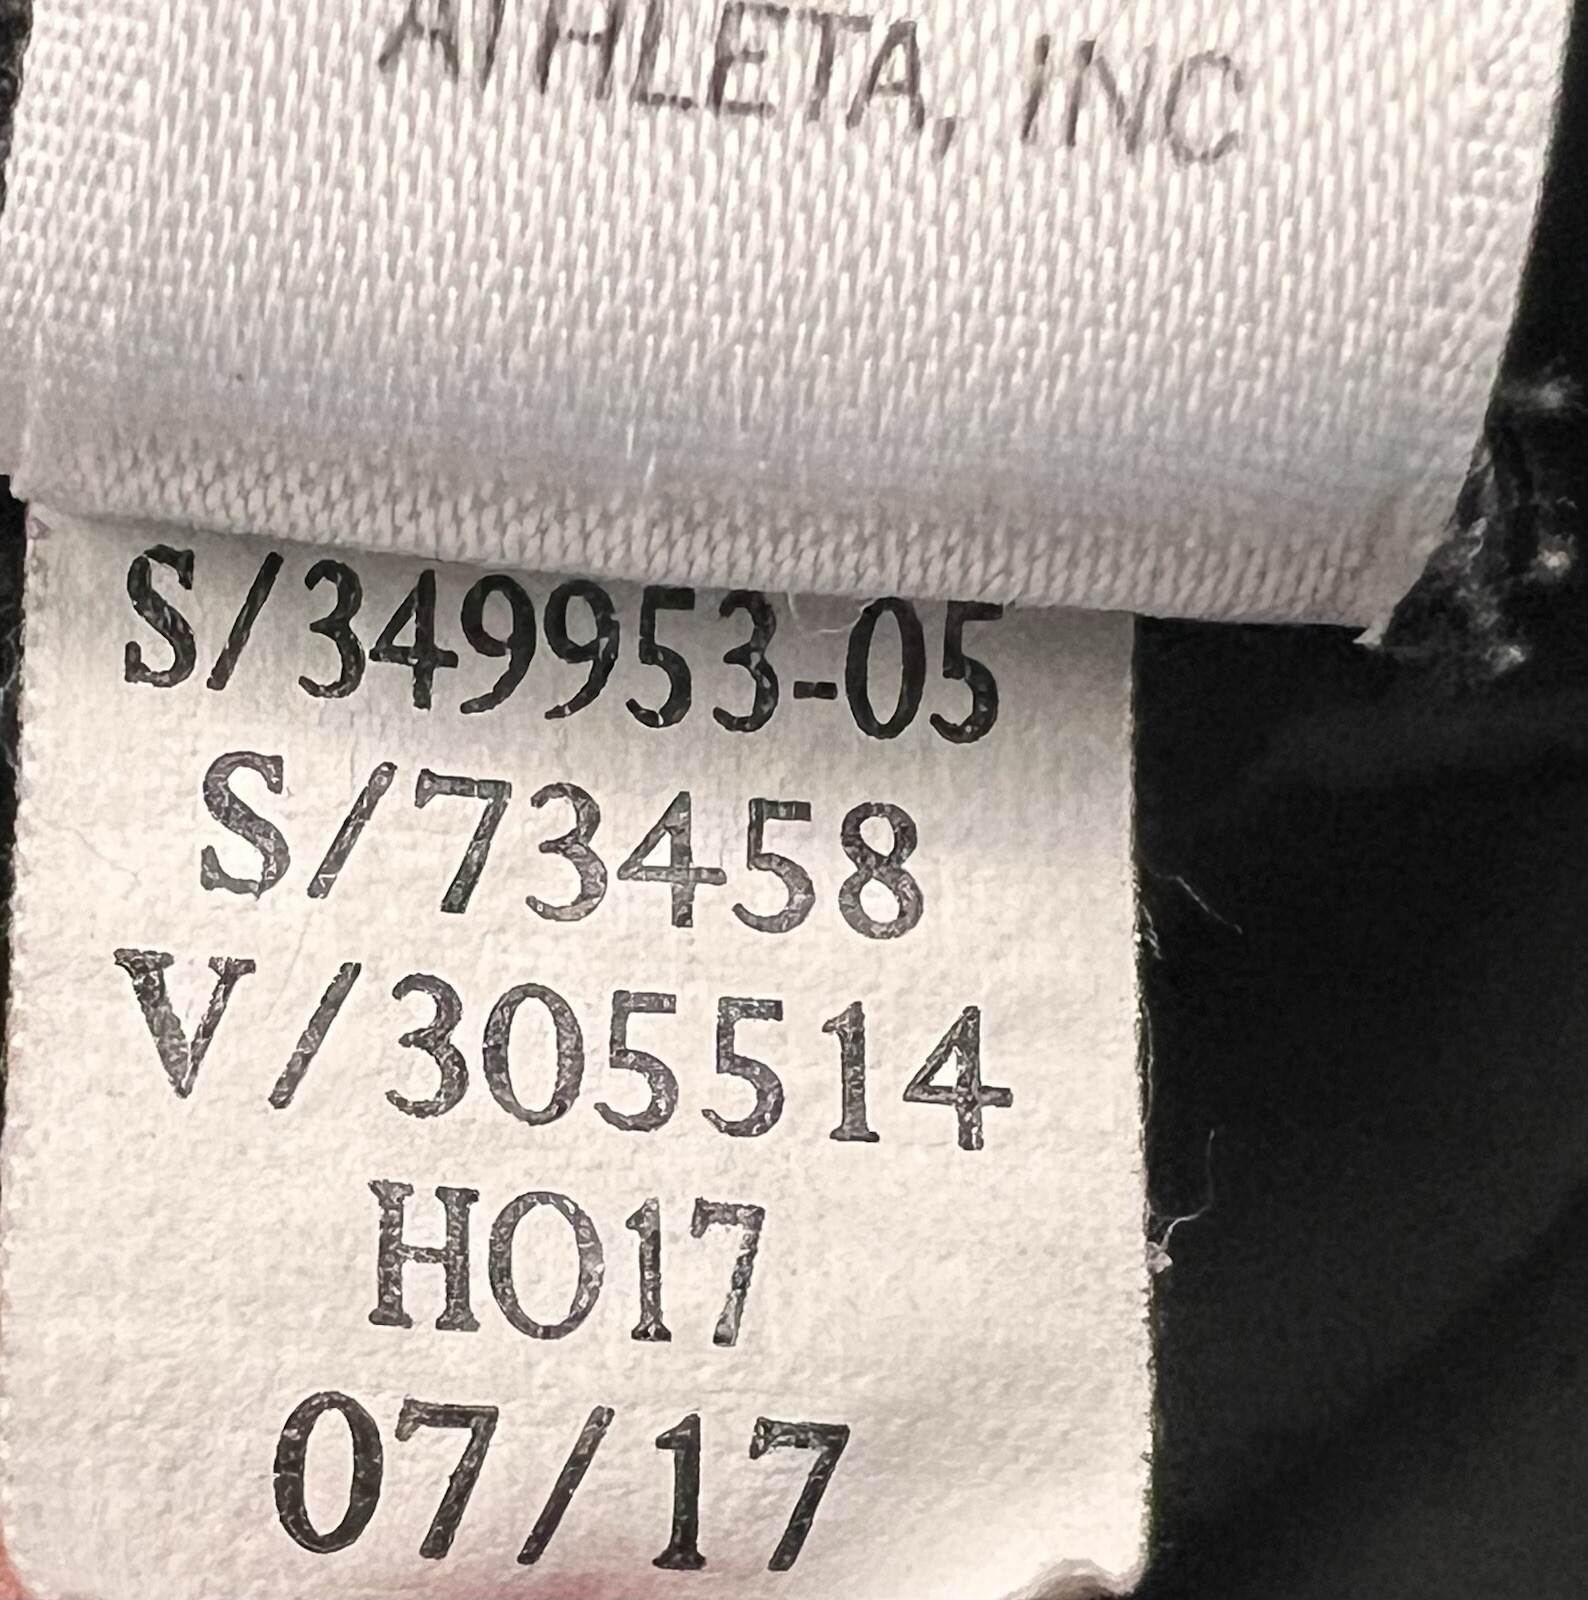 ATHLETA, INC
S/349953-05
S/73458
V/305514
HO17
07/17